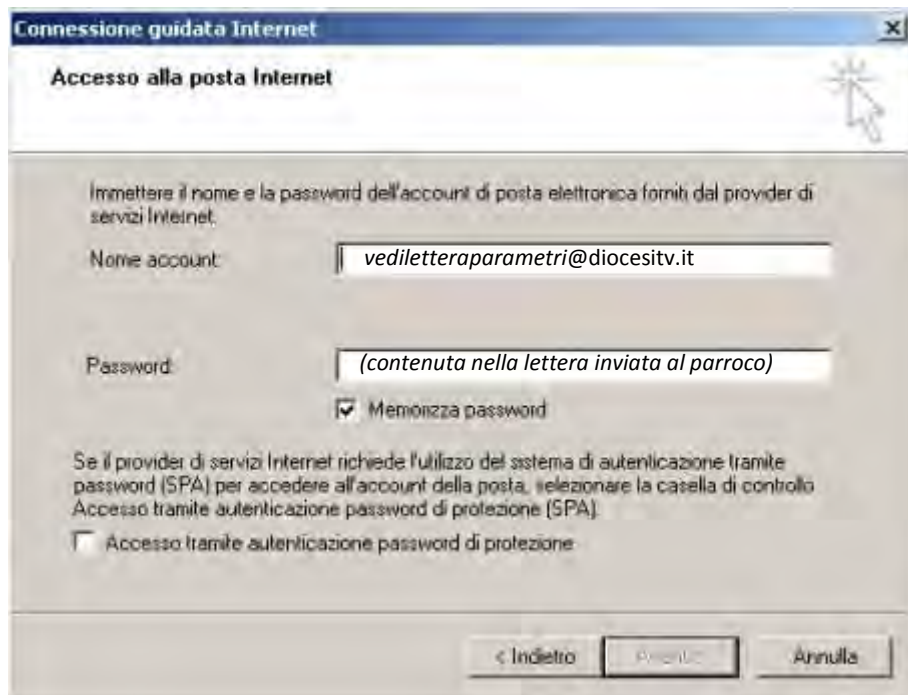 Connessione guidata Internet
Accesso alla posta Internet
Immettere il nome e la password dell'account di posta elettronica forniti dal provider di
servizi Internet.
Nome account: vediletteraparametri@diocesitv.it
Password: (contenuta nella lettera inviata al parroco)
Memorizza password
Se il provider di servizi Internet richiede l'utilizzo del sistema di autenticazione tramite
password (SPA) per accedere all'account della posta, selezionare la casella di controllo
Accesso tramite autenticazione password di protezione (SPA).
Accesso tramite autenticazione password di protezione
< Indietro Annulla